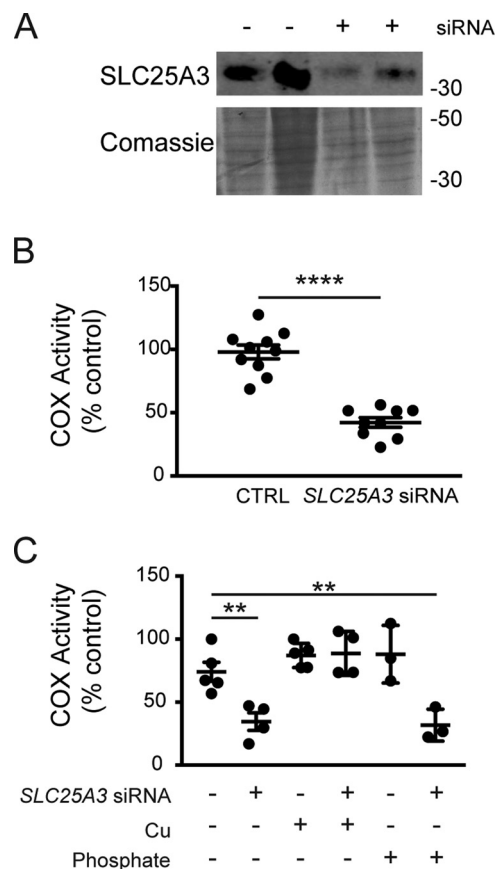 A
- - + + siRNA
SLC25A3
-30
-50
Comassie
-30
B
****
150
100
50
0
COX Activity
(% control)
CTRL SLC25A3 siRNA
C
** 
**
150
100
50
0
COX Activity
(% control)
SLC25A3 siRNA - + - + - +
Cu - - + + - -
Phosphate - - - - + +